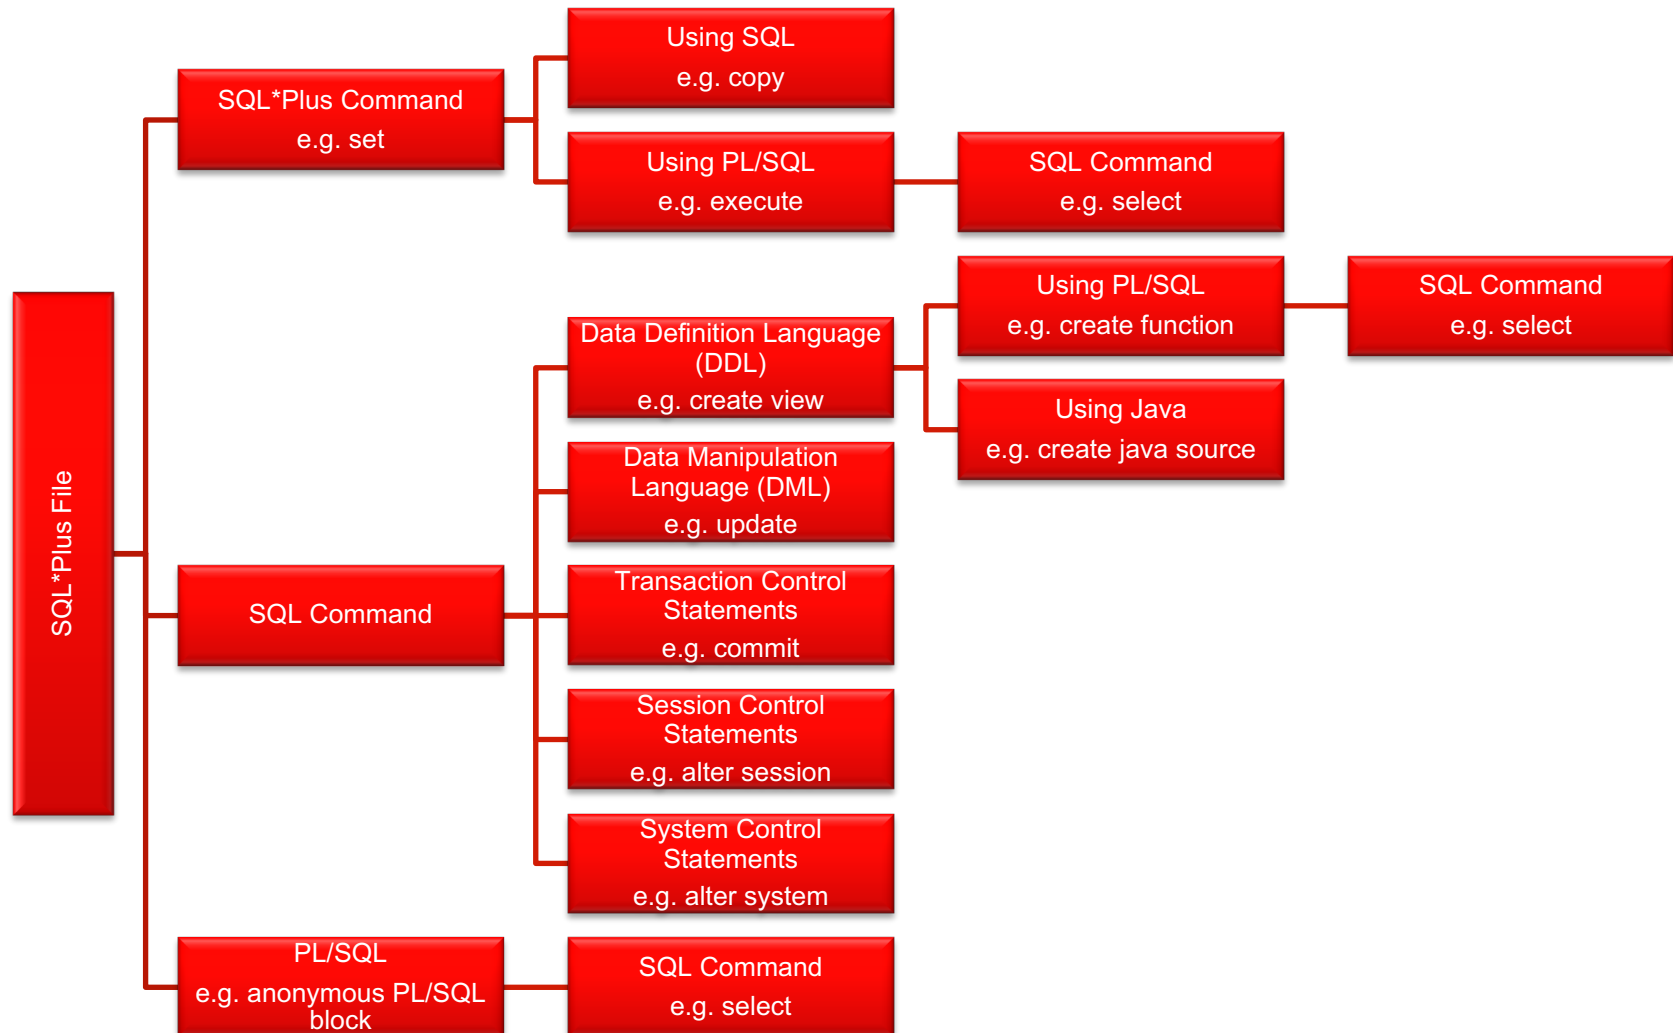 SQL*Plus File
SQL*Plus Command
e.g. set
Using SQL
e.g. copy
Using PL/SQL
e.g. execute
SQL Command
e.g. select
SQL Command
Data Definition Language
(DDL)
e.g. create view
Using PL/SQL
e.g. create function
SQL Command
e.g. select
Using Java
e.g. create java source
Data Manipulation
Language (DML)
e.g. update
Transaction Control
Statements
e.g. commit
Session Control
Statements
e.g. alter session
System Control
Statements
e.g. alter system
PL/SQL
e.g. anonymous PL/SQL
block
SQL Command
e.g. select